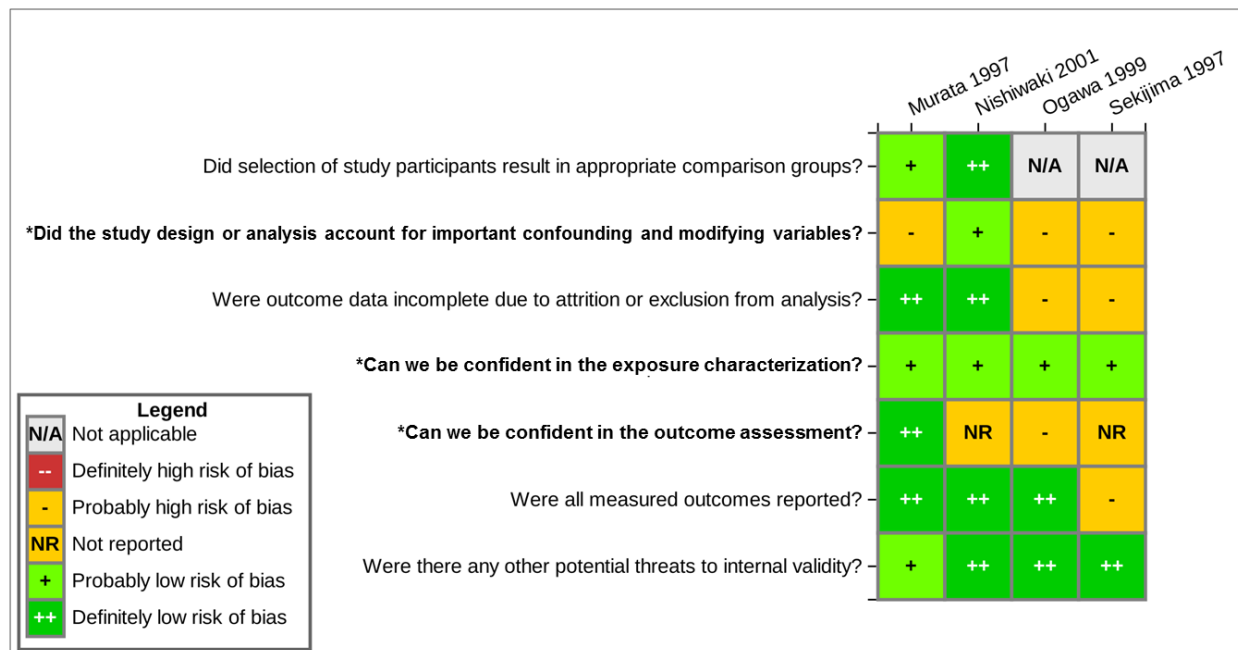 Murata 1997
Nishiwaki 2001
Ogawa 1999
Sekijima 1997
Did selection of study participants result in appropriate comparison groups? + ++ N/A N/A
*Did the study design or analysis account for important confounding and modifying variables? - + - -
Were outcome data incomplete due to attrition or exclusion from analysis? ++ ++ - -
*Can we be confident in the exposure characterization? + + + +
*Can we be confident in the outcome assessment? ++ NR - NR
Were all measured outcomes reported? ++ ++ ++ -
Were there any other potential threats to internal validity? + ++ ++ ++
Legend
N/A Not applicable
-- Definitely high risk of bias
- Probably high risk of bias
NR Not reported
+ Probably low risk of bias
++ Definitely low risk of bias